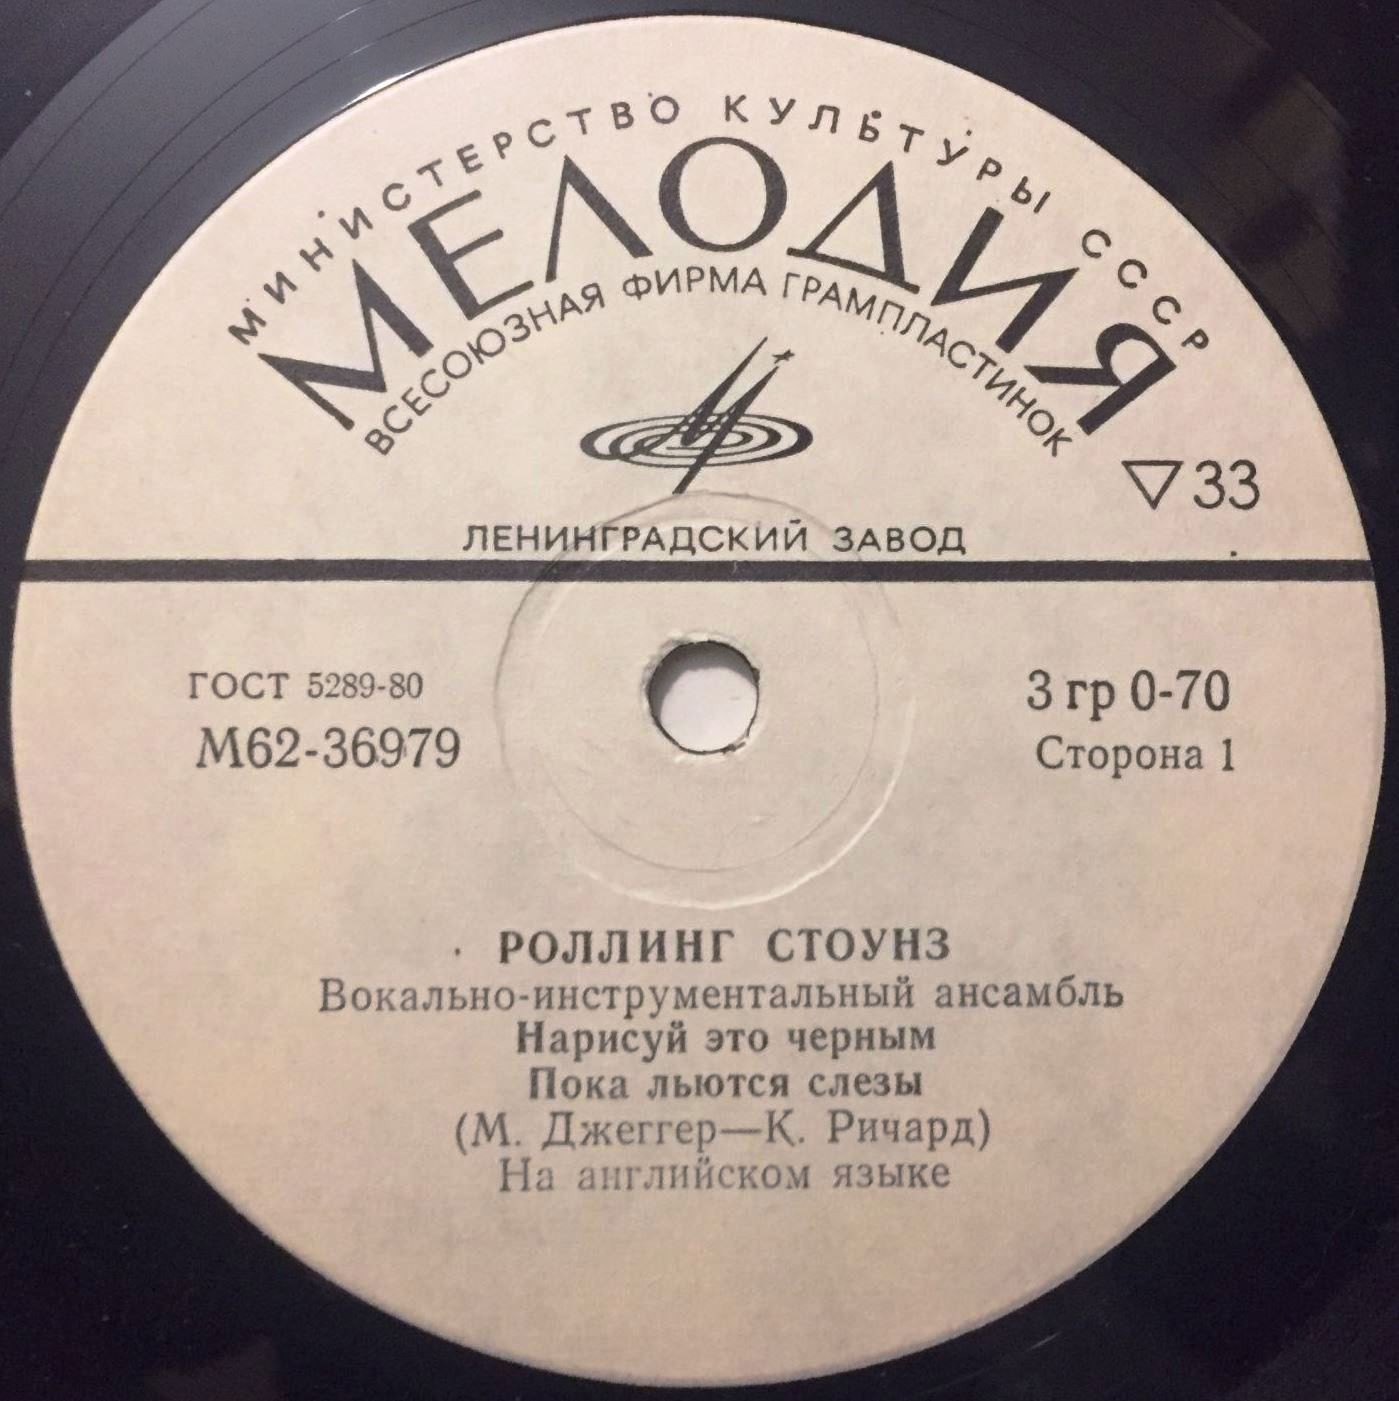 МИНИСТЕРСТВО КУЛЬТУРЫ СССР
МЕЛОДИЯ
ВСЕСОЮЗНАЯ ФИРМА ГРАМПЛАСТИНОК
▽33
ЛЕНИНГРАДСКИЙ ЗАВОД
ГОСТ 5289-80
М62-36979
3 гр 0-70
Сторона 1
РОЛЛИНГ СТОУНЗ
Вокально-инструментальный ансамбль
Нарисуй это черным
Пока льются слезы
(М. Джеггер—К. Ричард)
На английском языке